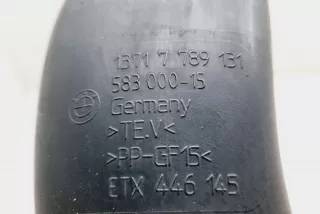 1371 7 789 131
583 000-15
Germany
>TE.V<
>PP-GF15<
ETX 446 145